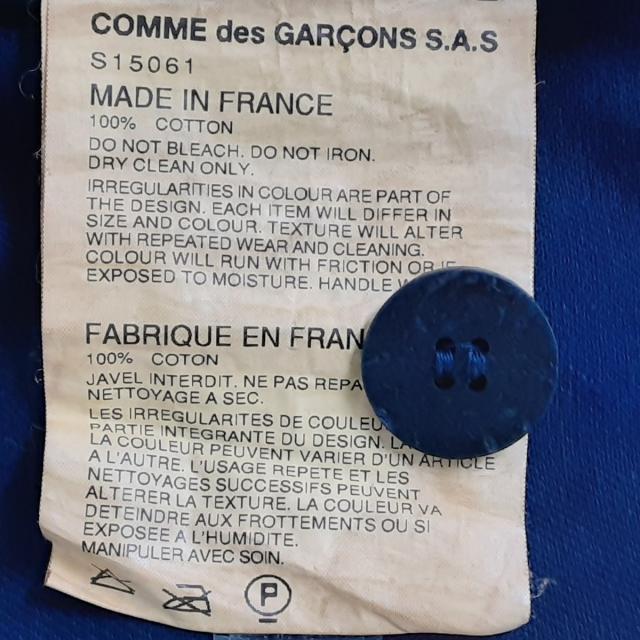 COMME des GARÇONS S.A.S
S15061
MADE IN FRANCE
100% COTTON
DO NOT BLEACH. DO NOT IRON.
DRY CLEAN ONLY.
IRREGULARITIES IN COLOUR ARE PART OF
THE DESIGN. EACH ITEM WILL DIFFER IN
SIZE AND COLOUR. TEXTURE WILL ALTER
WITH REPEATED WEAR AND CLEANING.
COLOUR WILL RUN WITH FRICTION OR IF
EXPOSED TO MOISTURE. HANDLE
FABRIQUE EN FRAN
100% COTON
JAVEL INTERDIT. NE PAS REPA
NETTOYAGE A SEC.
LES IRREGULARITES DE COULEU
PARTIE INTEGRANTE DU DESIGN.
LA COULEUR PEUVENT VARIER D'UN ARTICLE
A L'AUTRE. L'USAGE REPETE ET LES
NETTOYAGES SUCCESSIFS PEUVENT
ALTERER LA TEXTURE. LA COULEUR VA
DETEINDRE AUX FROTTEMENTS OU SI
EXPOSEE A L'HUMIDITE.
MANIPULER AVEC SOIN.
P